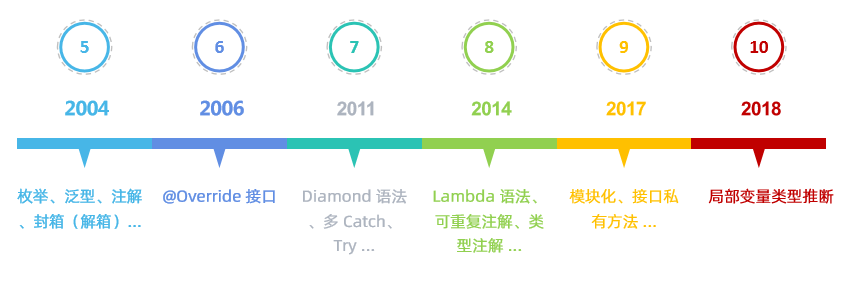 5 6 7 8 9 10
2004 2006 2011 2014 2017 2018
枚举、泛型、注解
、封箱（解箱）...
@Override 接口
Diamond 语法
、多 Catch、
Try ...
Lambda 语法、
可重复注解、类
型注解 ...
模块化、接口私
有方法 ...
局部变量类型推断